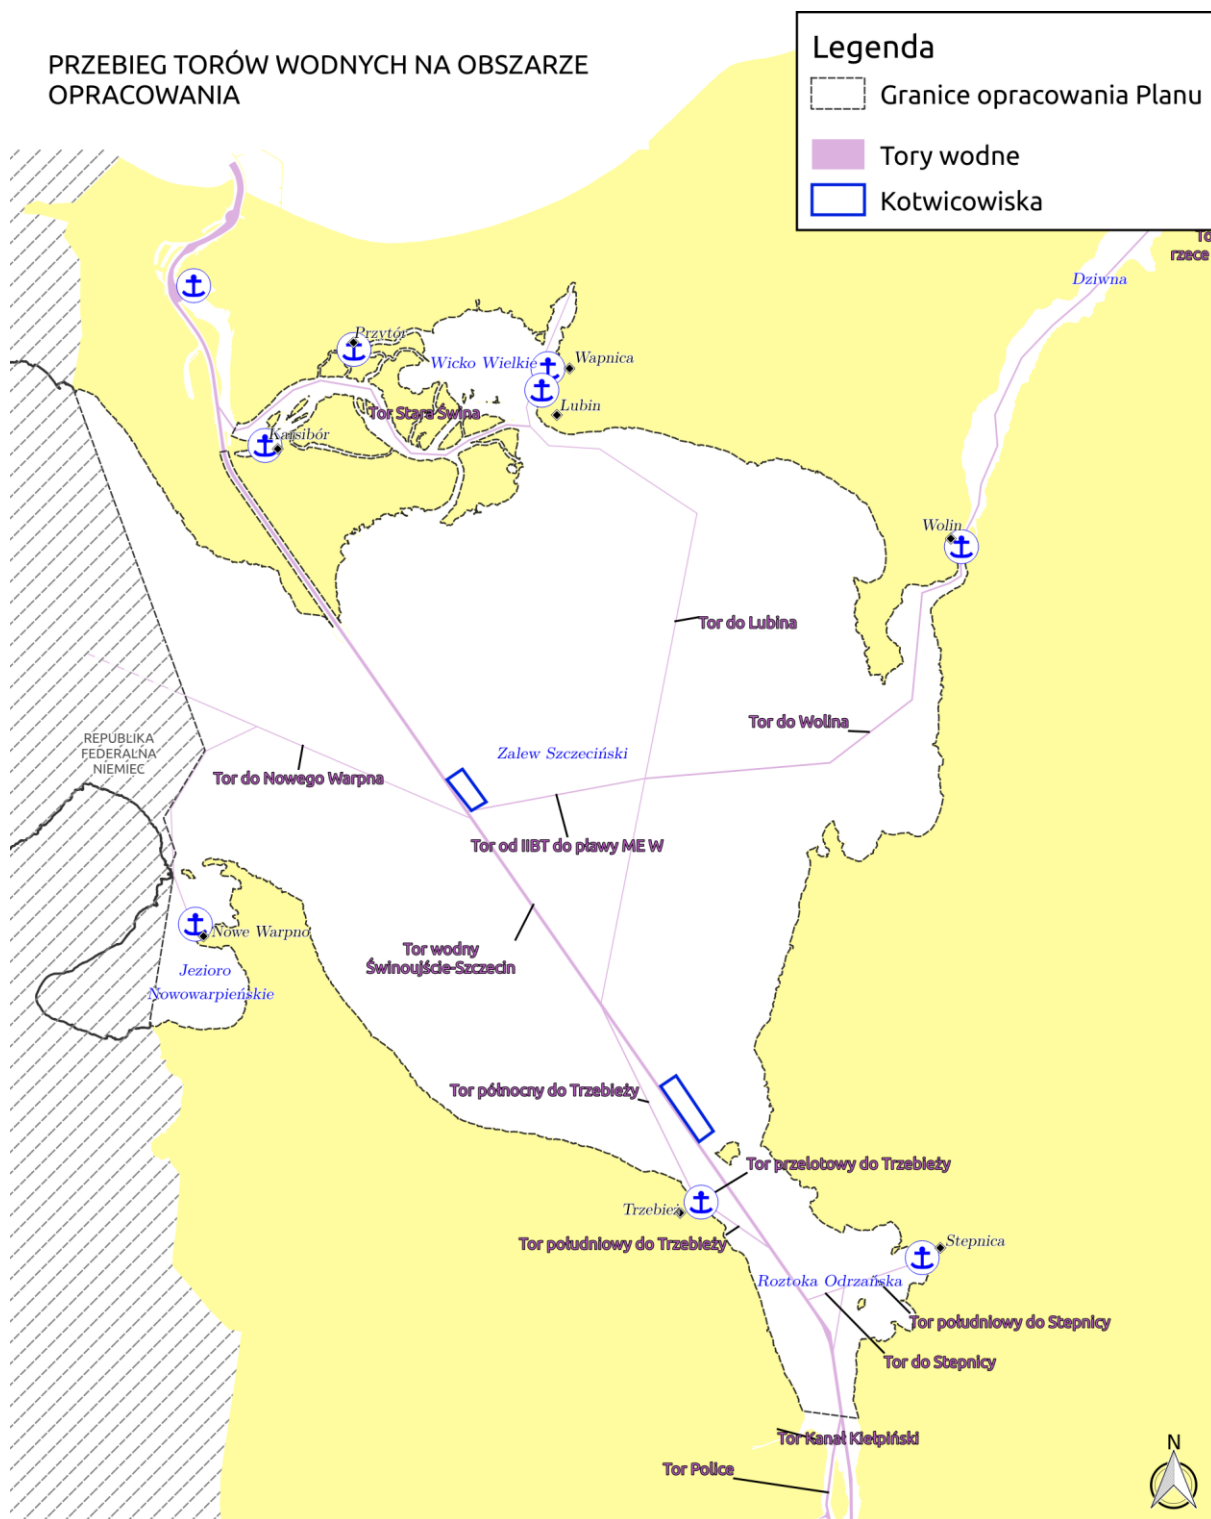 PRZEBIEG TORÓW WODNYCH NA OBSZARZE
OPRACOWANIA
Legenda
Granice opracowania Planu
Tory wodne
Kotwicowiska
To
rzece
Dziwna
Przytór
Wicko Wielkie
Wapnica
Lubin
Tor Stara Świna
Karsibór
Wolin
Tor do Lubina
Tor do Wolina
REPUBLIKA
FEDERALNA
NIEMIEC
Zalew Szczeciński
Tor do Nowego Warpna
Tor od IIBT do pławy ME W
Nowe Warpno
Tor wodny
Świnoujście-Szczecin
Jezioro
Nowowarpieńskie
Tor północny do Trzebieży
Tor przelotowy do Trzebieży
Trzebież
Tor południowy do Trzebieży
Stepnica
Roztoka Odrzańska
Tor południowy do Stepnicy
Tor do Stepnicy
Tor Kanał Kiełpiński
Tor Police
N